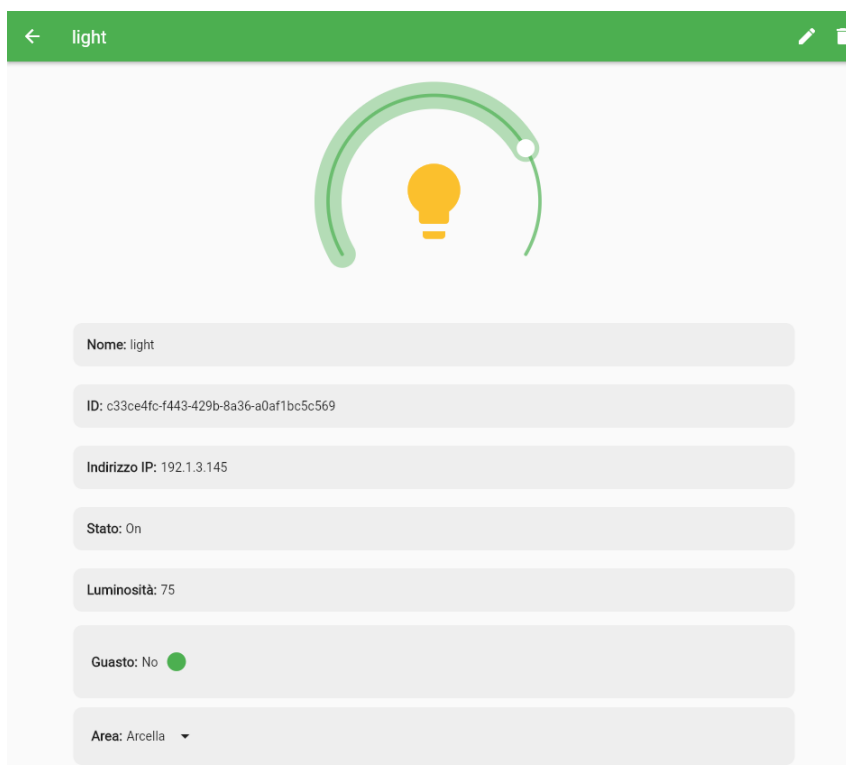 light
Nome: light
ID: c33ce4fc-f443-429b-8a36-a0af1bc5c569
Indirizzo IP: 192.1.3.145
Stato: On
Luminosità: 75
Guasto: No
Area: Arcella